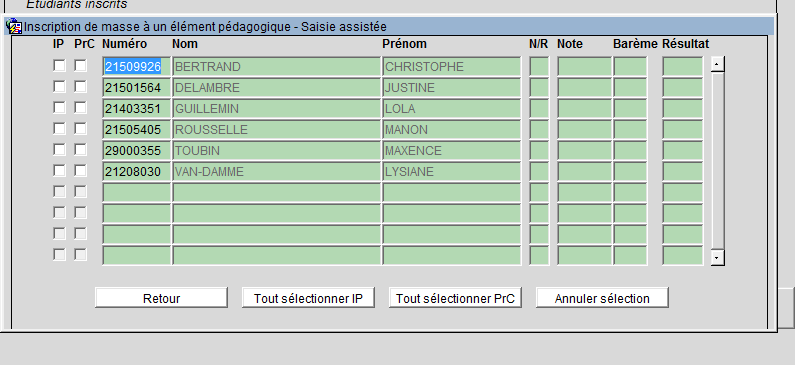 Etudiants inscrits
Inscription de masse à un élément pédagogique - Saisie assistée
IP PrC Numéro Nom Prénom N/R Note Barème Résultat
21509926 BERTRAND CHRISTOPHE
21501564 DELAMBRE JUSTINE
21403351 GUILLEMIN LOLA
21505405 ROUSSELLE MANON
29000355 TOUBIN MAXENCE
21208030 VAN-DAMME LYSIANE
Retour Tout sélectionner IP Tout sélectionner PrC Annuler sélection